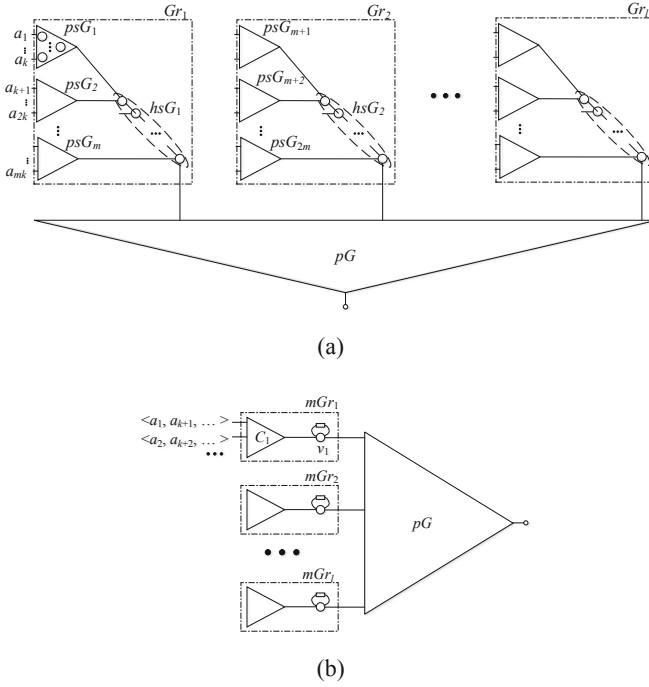 Gr1 Gr2 Grl
a1 psG1 psGm+1
ak
ak+1 psG2 hsG1 psGm+2 hsG2
a2k
psGm psG2m
amk
pG
(a)
mGr1
<a1, ak+1, … >
<a2, ak+2, … > C1
v1
mGr2
pG
mGrl
(b)